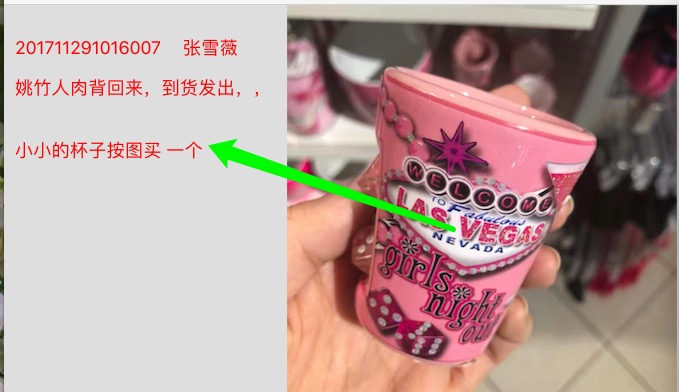 201711291016007 张雪薇
姚竹人肉背回来，到货发出，,
小小的杯子按图买 一个
WELCOME
TO Fabulous
LAS VEGAS
NEVADA
girls
night
out